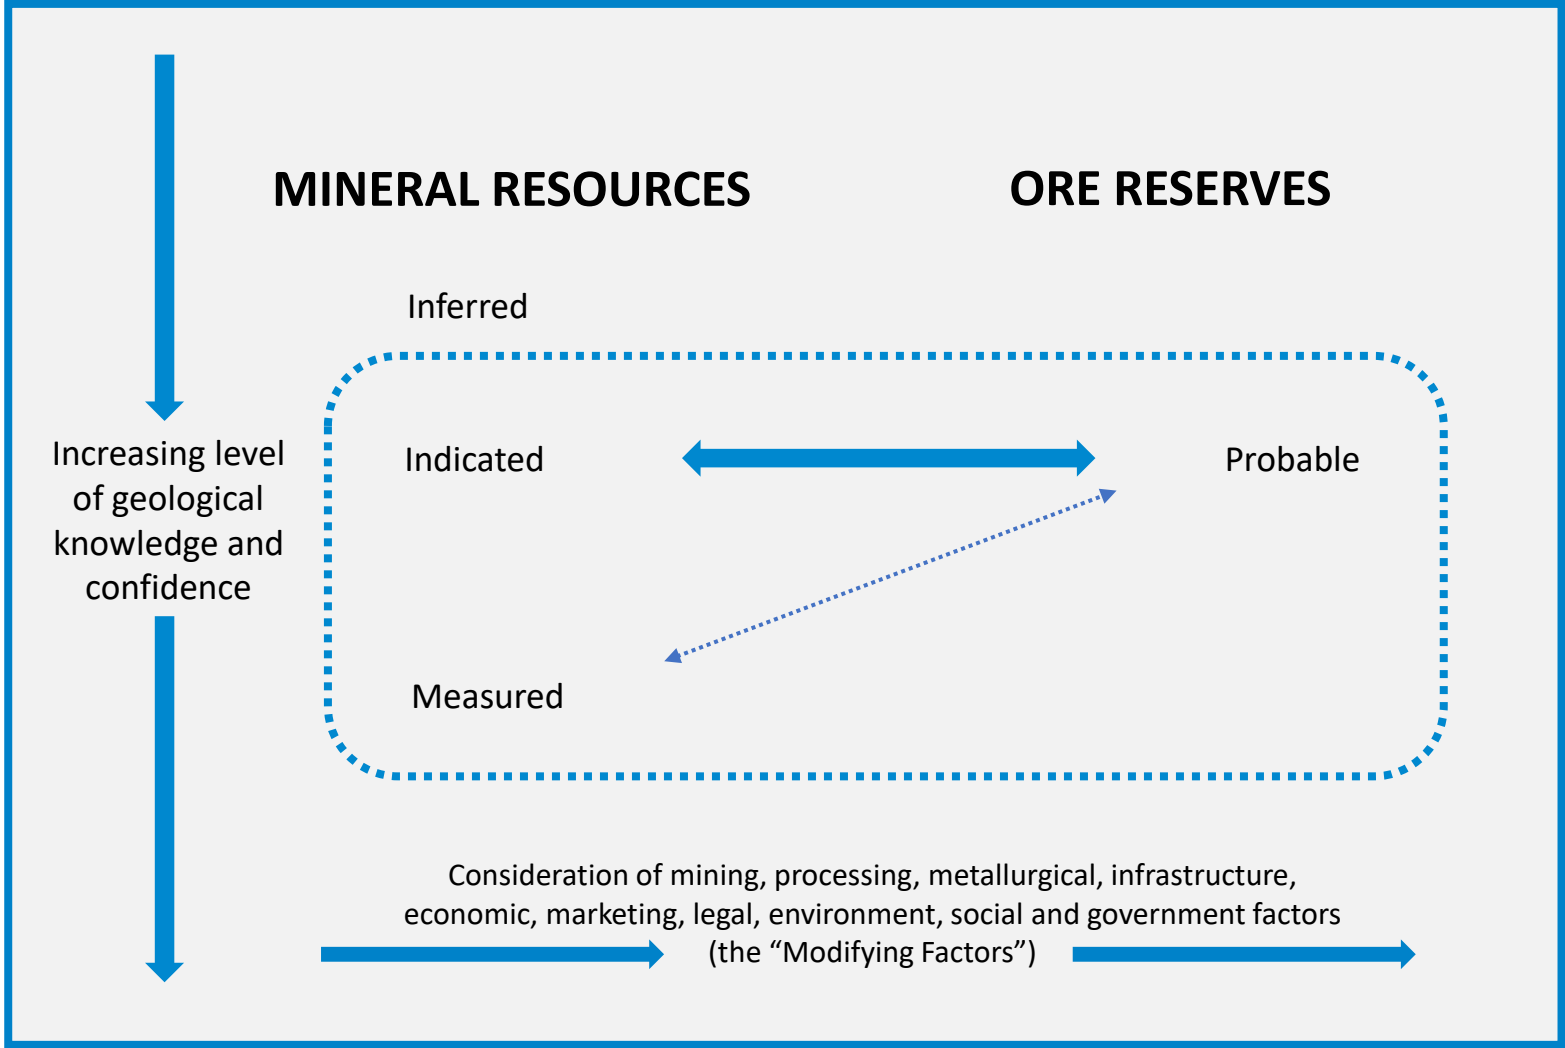 MINERAL RESOURCES
ORE RESERVES
Inferred
Increasing level
of geological
knowledge and
confidence
Indicated
Probable
Measured
Consideration of mining, processing, metallurgical, infrastructure,
economic, marketing, legal, environment, social and government factors
(the “Modifying Factors”)